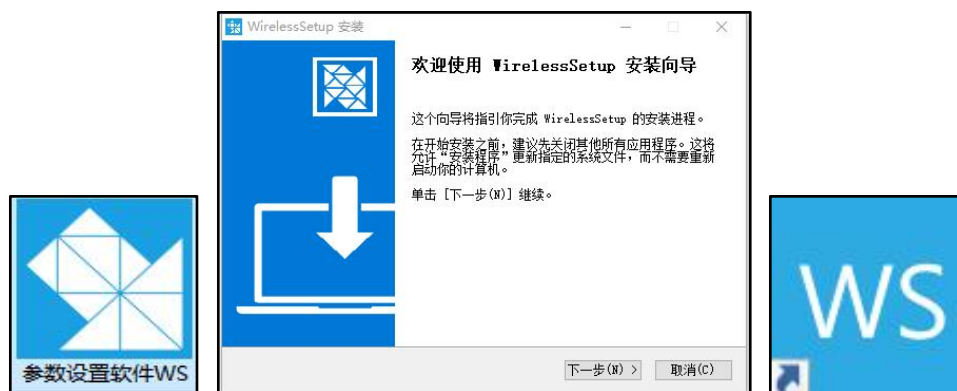 WirelessSetup 安装
欢迎使用 WirelessSetup 安装向导
这个向导将指引你完成 WirelessSetup 的安装进程。
在开始安装之前，建议先关闭其他所有应用程序。这将
允许“安装程序”更新指定的系统文件，而不需要重新
启动你的计算机。
单击 [下一步(N)] 继续。
下一步(N) >
取消(C)
参数设置软件WS
WS